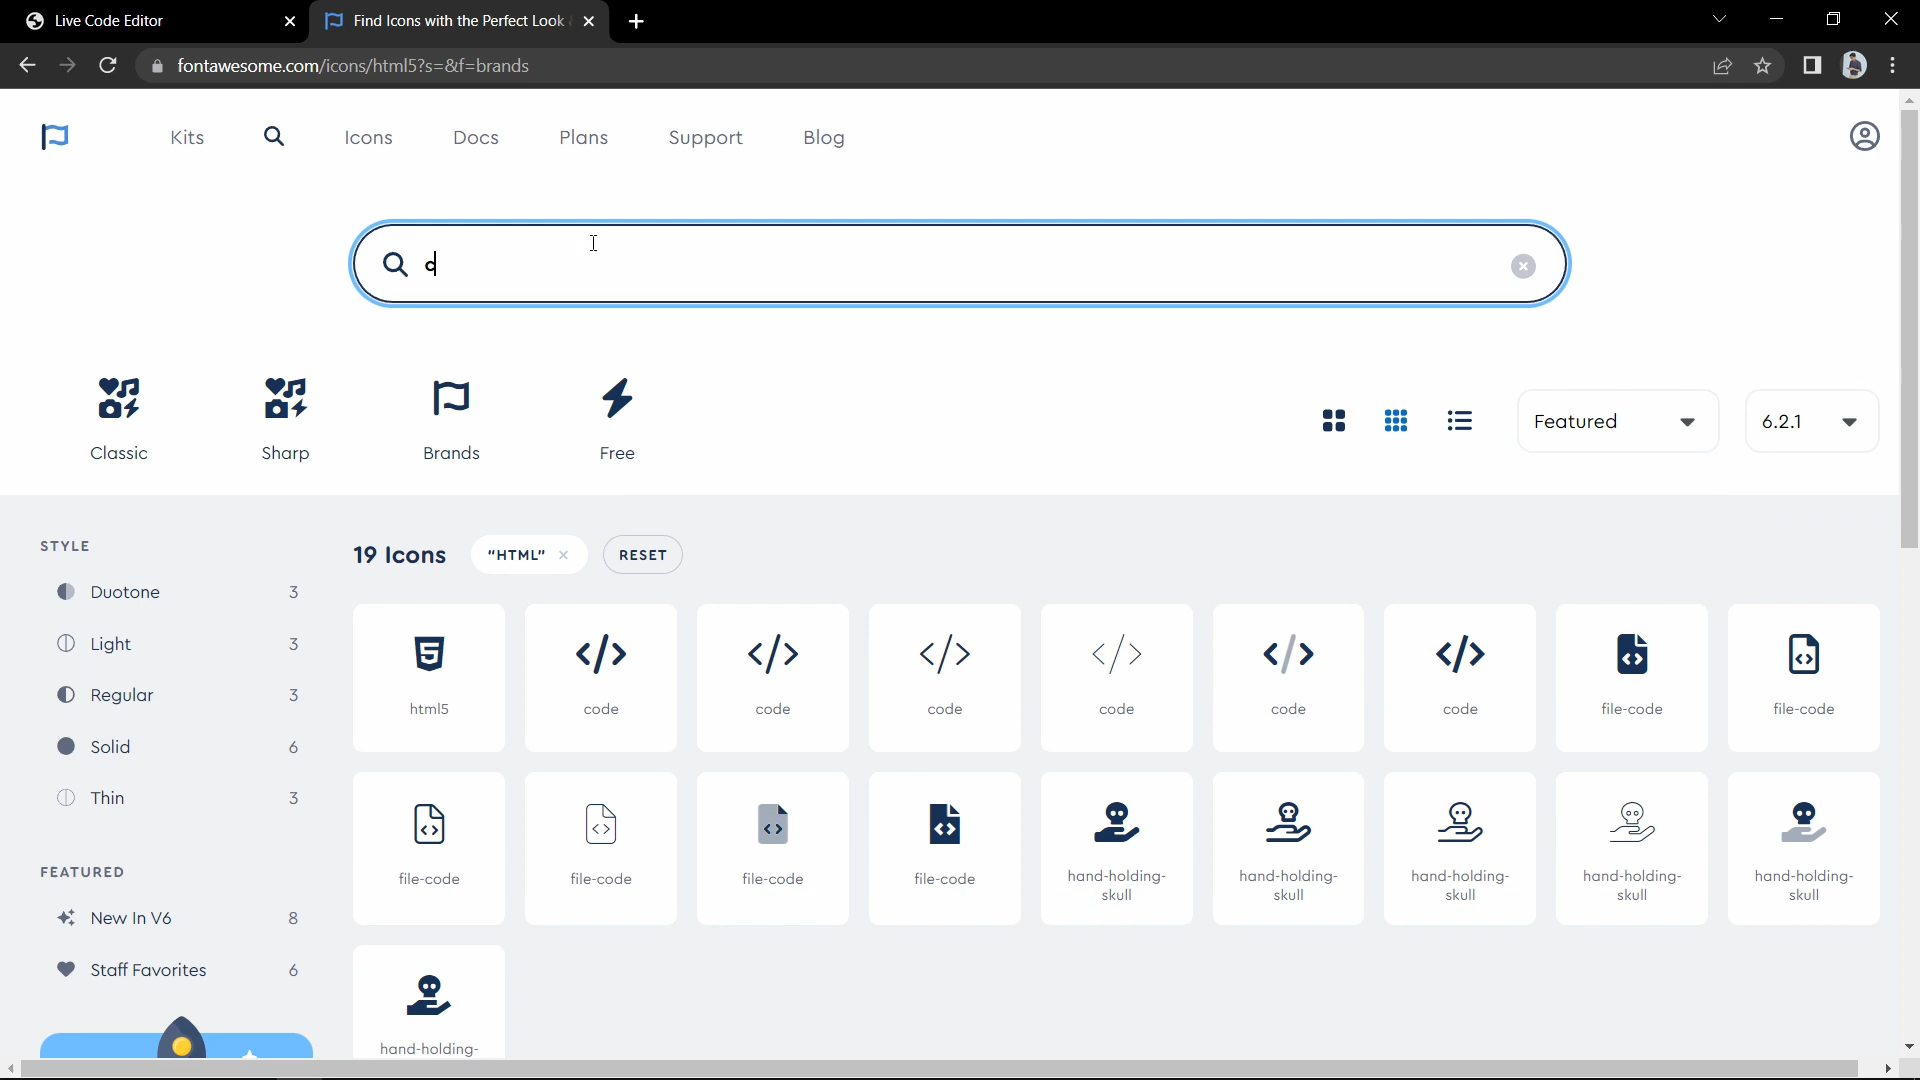 Live Code Editor
Find Icons with the Perfect Look
fontawesome.com/icons/html5?s=&f=brands
Kits
Icons
Docs
Plans
Support
Blog
c
Classic
Sharp
Brands
Free
Featured
6.2.1
STYLE
Duotone 3
Light 3
Regular 3
Solid 6
Thin 3
FEATURED
New In V6 8
Staff Favorites 6
19 Icons "HTML" RESET
html5 code code code code code code file-code file-code
file-code file-code file-code file-code hand-holding-skull hand-holding-skull hand-holding-skull hand-holding-skull hand-holding-skull
hand-holding-